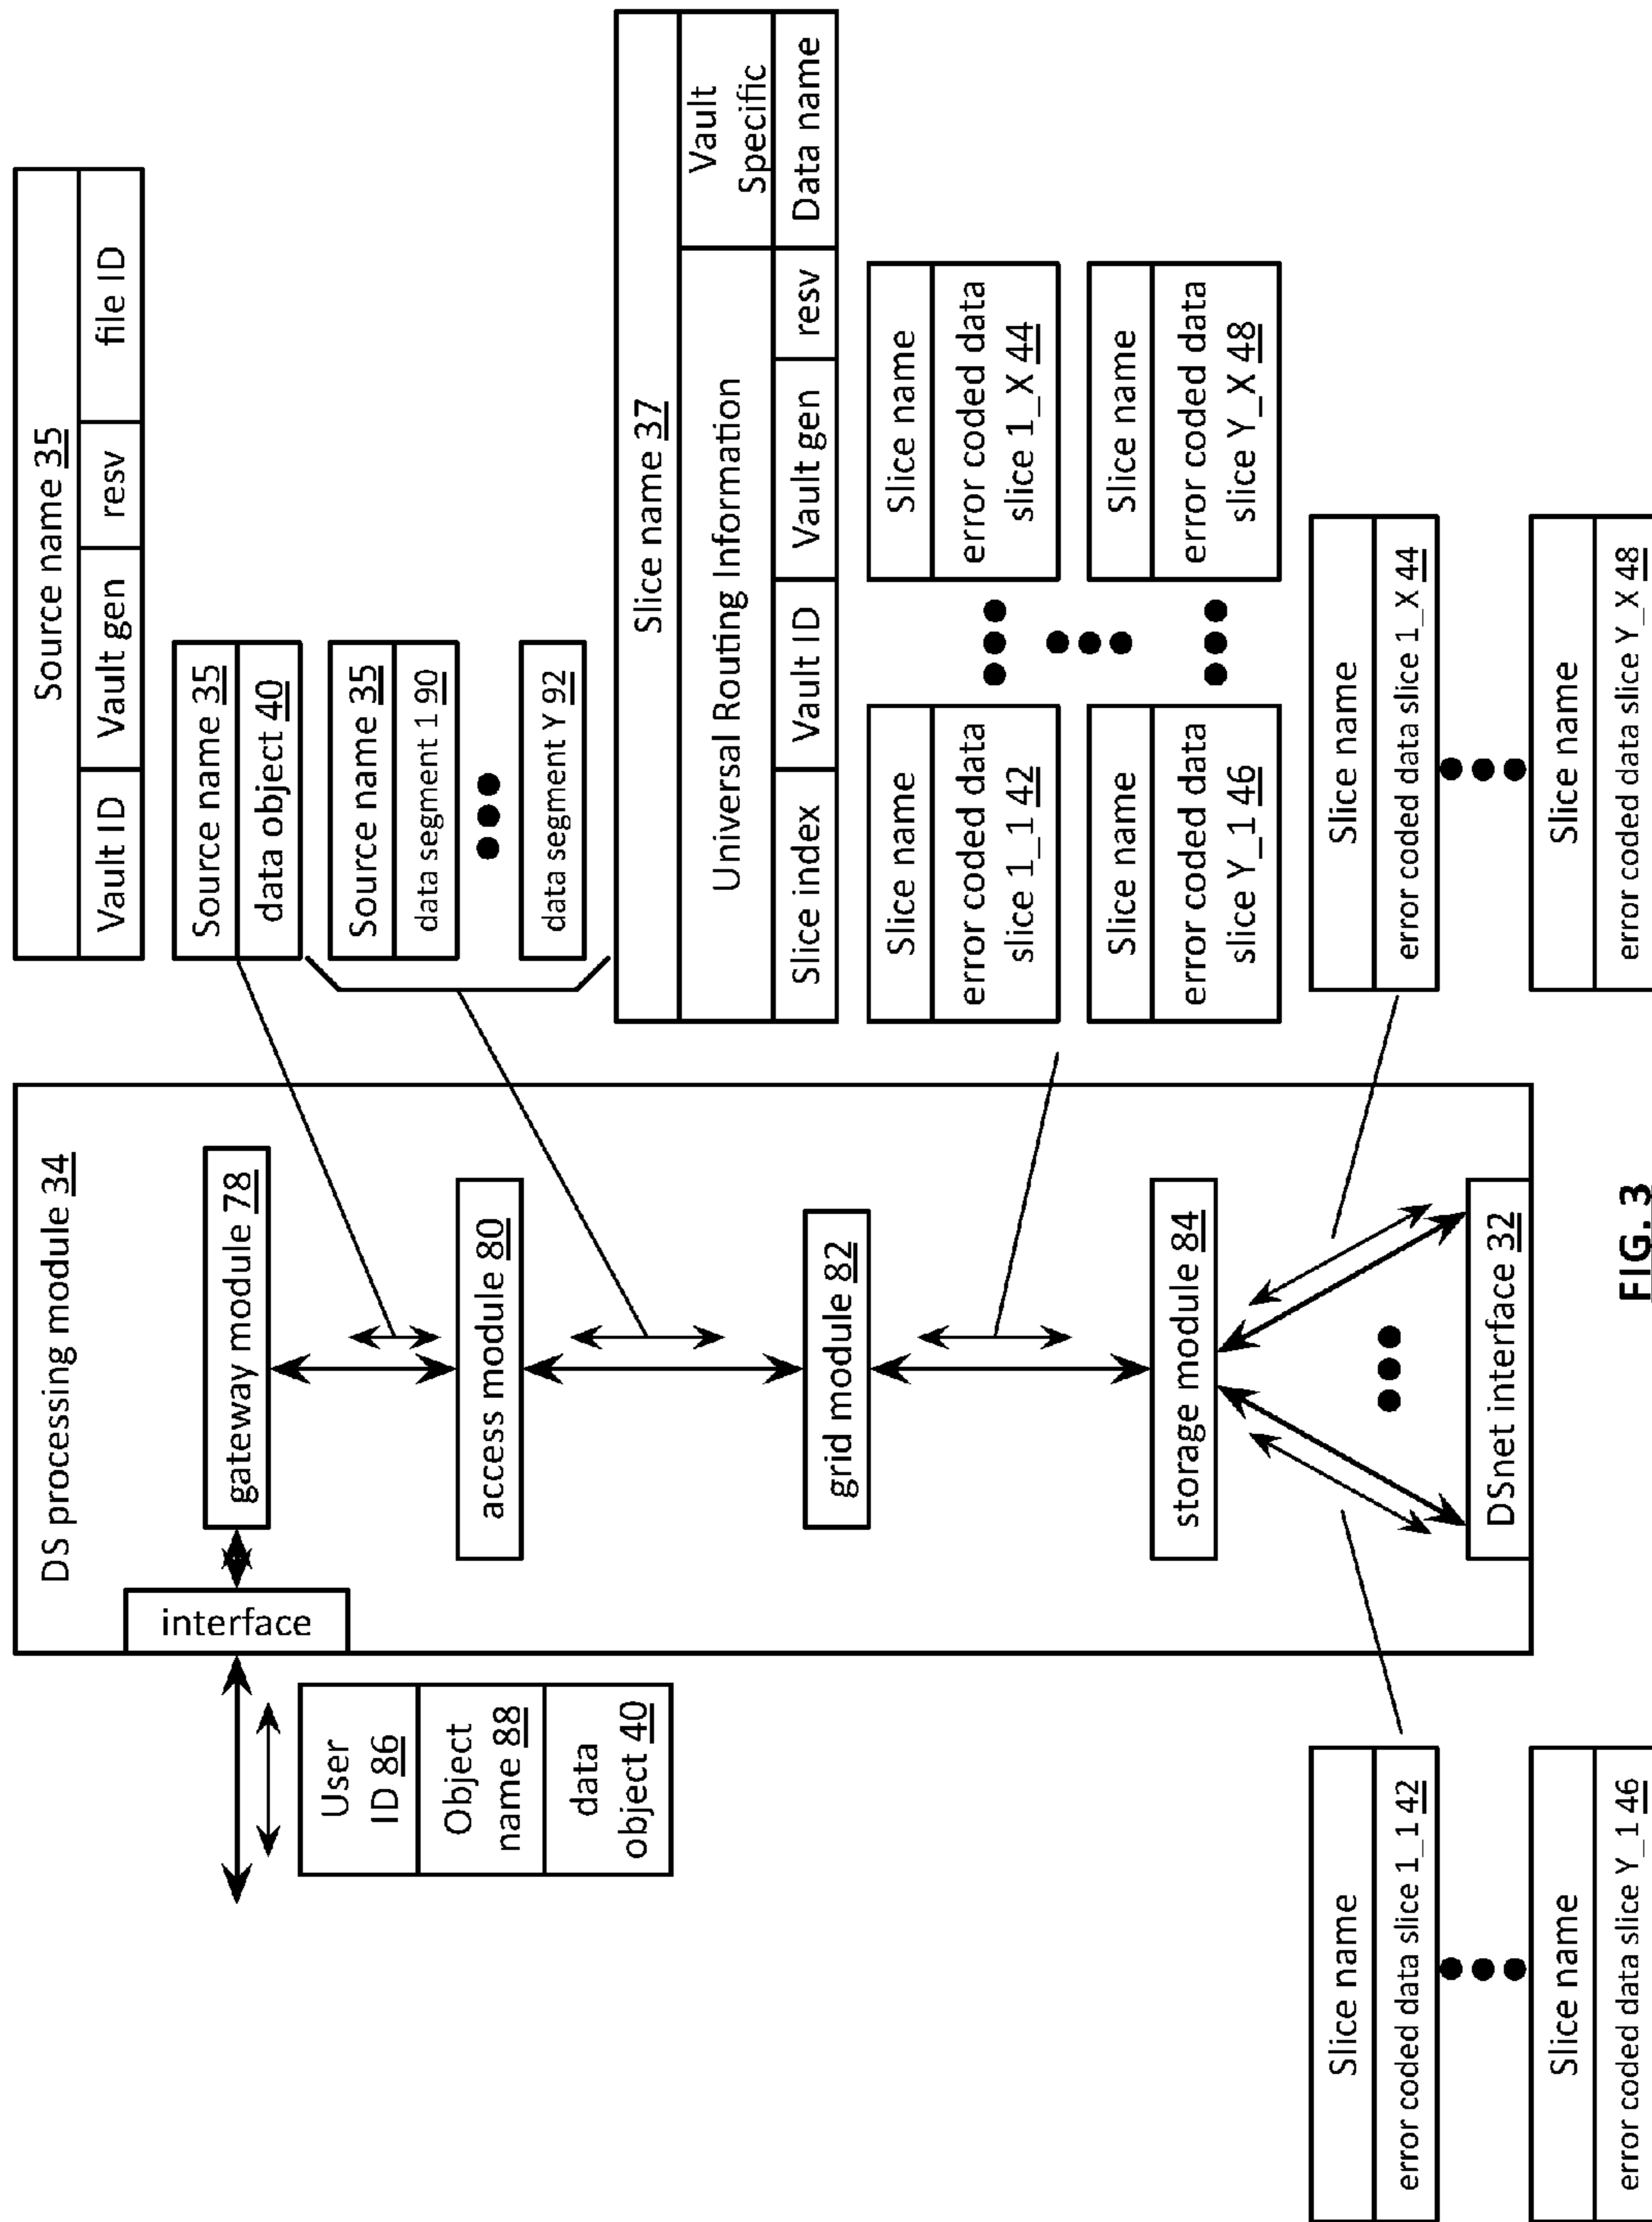 DS processing module 34
interface
gateway module 78
access module 80
grid module 82
storage module 84
DSnet interface 32
User
ID 86
Object
name 88
data
object 40
Source name 35
Vault ID
Vault gen
resv
file ID
Source name 35
data object 40
Source name 35
data segment 1 90
data segment Y 92
Slice name 37
Universal Routing Information
Vault
Specific
Slice index
Vault ID
Vault gen
resv
Data name
Slice name
error coded data
slice 1_1 42
Slice name
error coded data
slice 1_X 44
Slice name
error coded data
slice Y_1 46
Slice name
error coded data
slice Y_X 48
Slice name
error coded data slice 1_1 42
Slice name
error coded data slice Y_1 46
Slice name
error coded data slice 1_X 44
Slice name
error coded data slice Y_X 48
FIG. 3